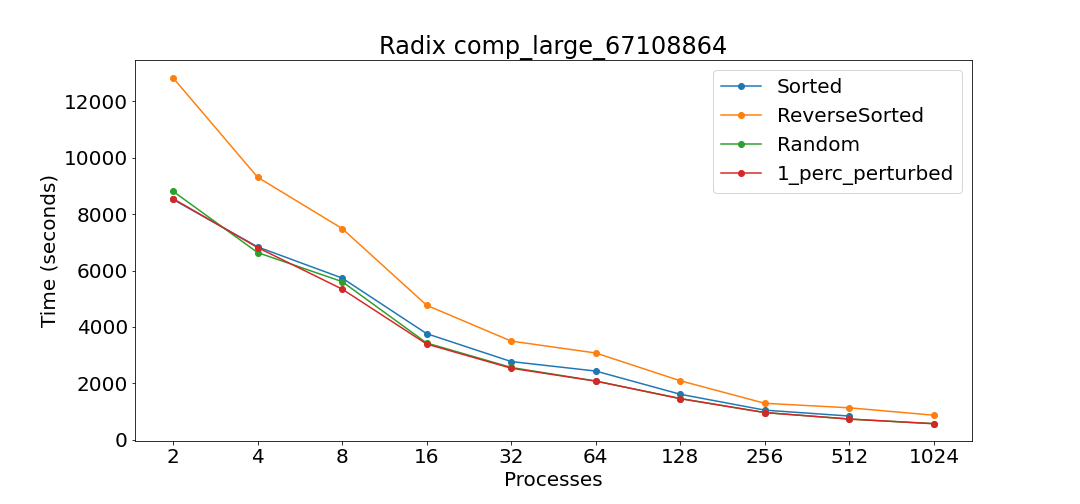 Radix comp_large_67108864
Sorted
ReverseSorted
Random
1_perc_perturbed
Time (seconds)
12000
10000
8000
6000
4000
2000
0
2 4 8 16 32 64 128 256 512 1024
Processes